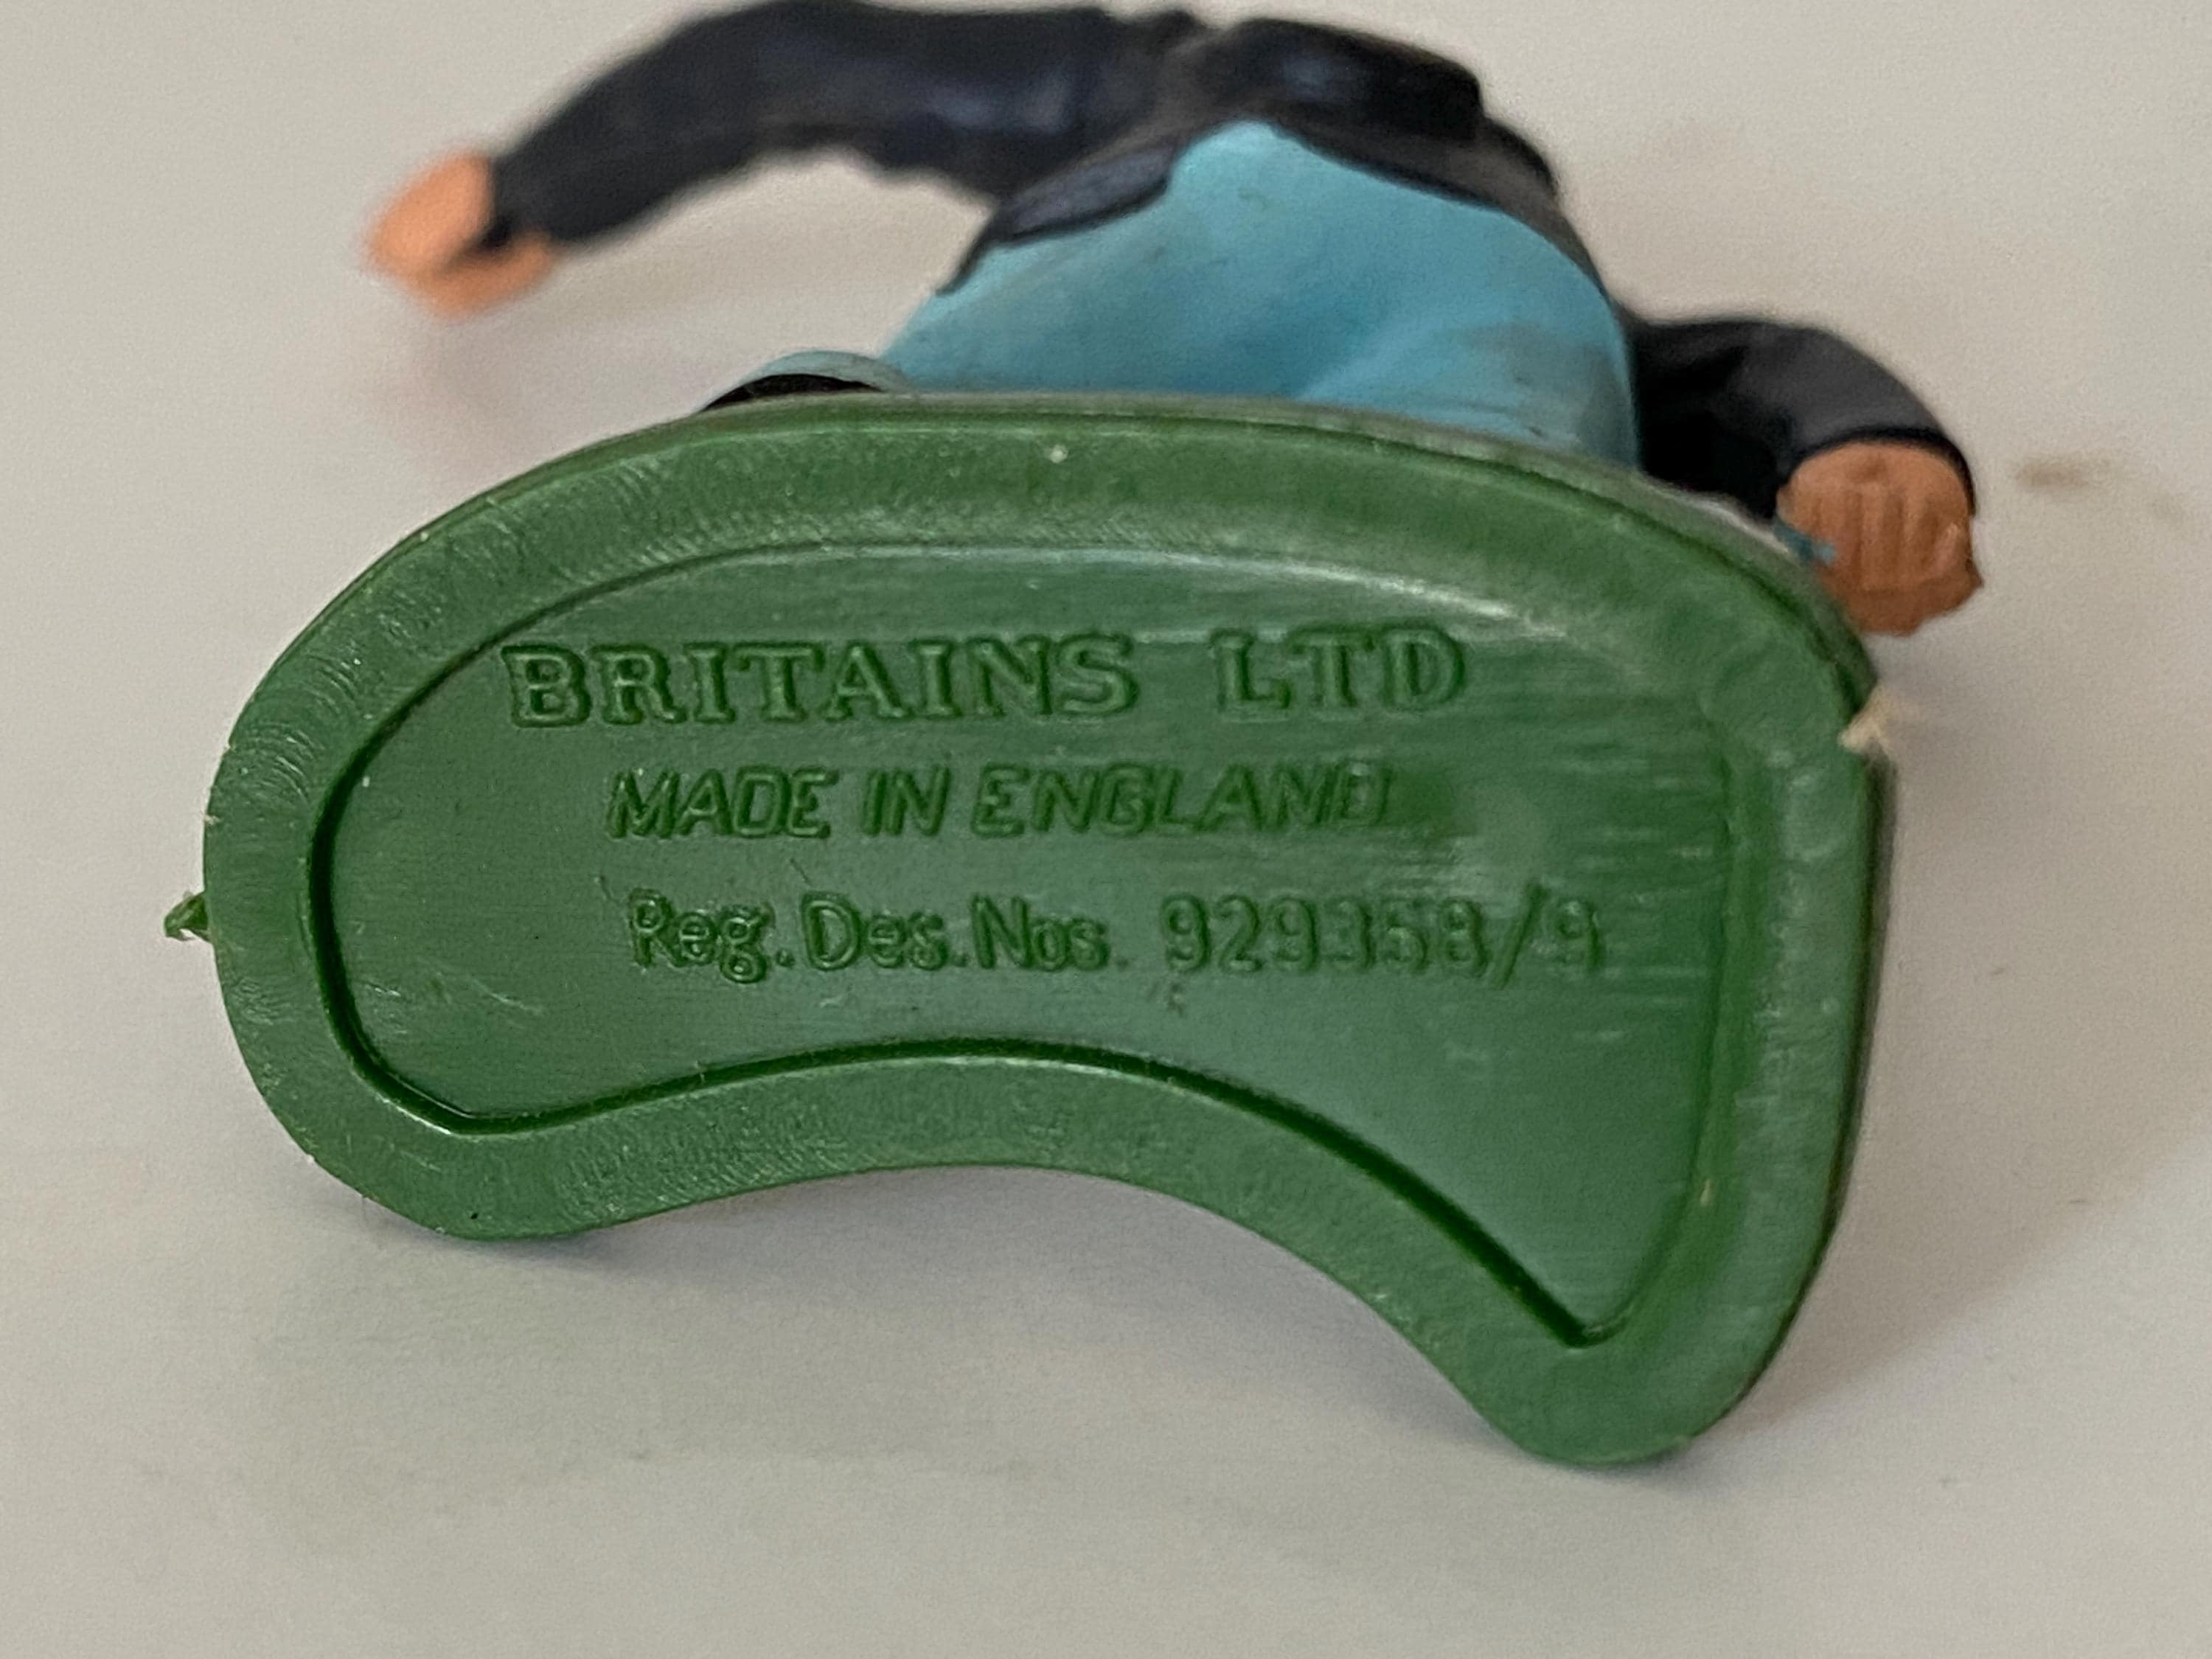 BRITAINS LTD
MADE IN ENGLAND
Reg. Des. Nos. 929358/9